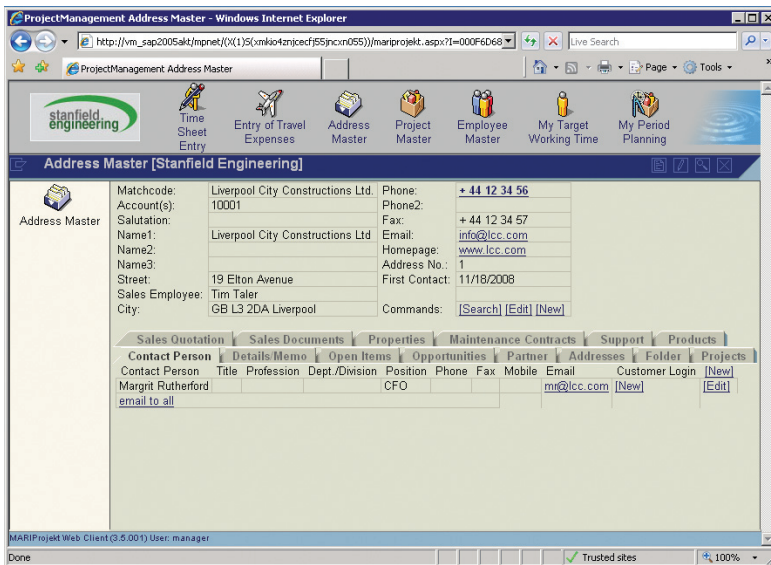 ProjectManagement Address Master - Windows Internet Explorer
http://vm_sap2005akt/mpnet/(X(1)S(xmkio4znjcecfj55jncxn055))/mariprojekt.aspx?I=000F6D68
Live Search
ProjectManagement Address Master
Page
Tools
stanfield
engineering
Time
Sheet
Entry
Entry of Travel
Expenses
Address
Master
Project
Master
Employee
Master
My Target
Working Time
My Period
Planning
Address Master [Stanfield Engineering]
Address Master
Matchcode: Liverpool City Constructions Ltd. Phone: + 44 12 34 56
Account(s): 10001 Phone2:
Salutation: Fax: + 44 12 34 57
Name1: Liverpool City Constructions Ltd Email: info@lcc.com
Name2: Homepage: www.lcc.com
Name3: Address No.: 1
Street: 19 Elton Avenue First Contact: 11/18/2008
Sales Employee: Tim Taler
City: GB L3 2DA Liverpool Commands: [Search] [Edit] [New]
Sales Quotation Sales Documents Properties Maintenance Contracts Support Products
Contact Person Details/Memo Open Items Opportunities Partner Addresses Folder Projects
Contact Person Title Profession Dept./Division Position Phone Fax Mobile Email Customer Login [New]
Margrit Rutherford CFO mr@lcc.com [New] [Edit]
email to all
MARIProjekt Web Client (3.5.001) User: manager
Done Trusted sites 100%